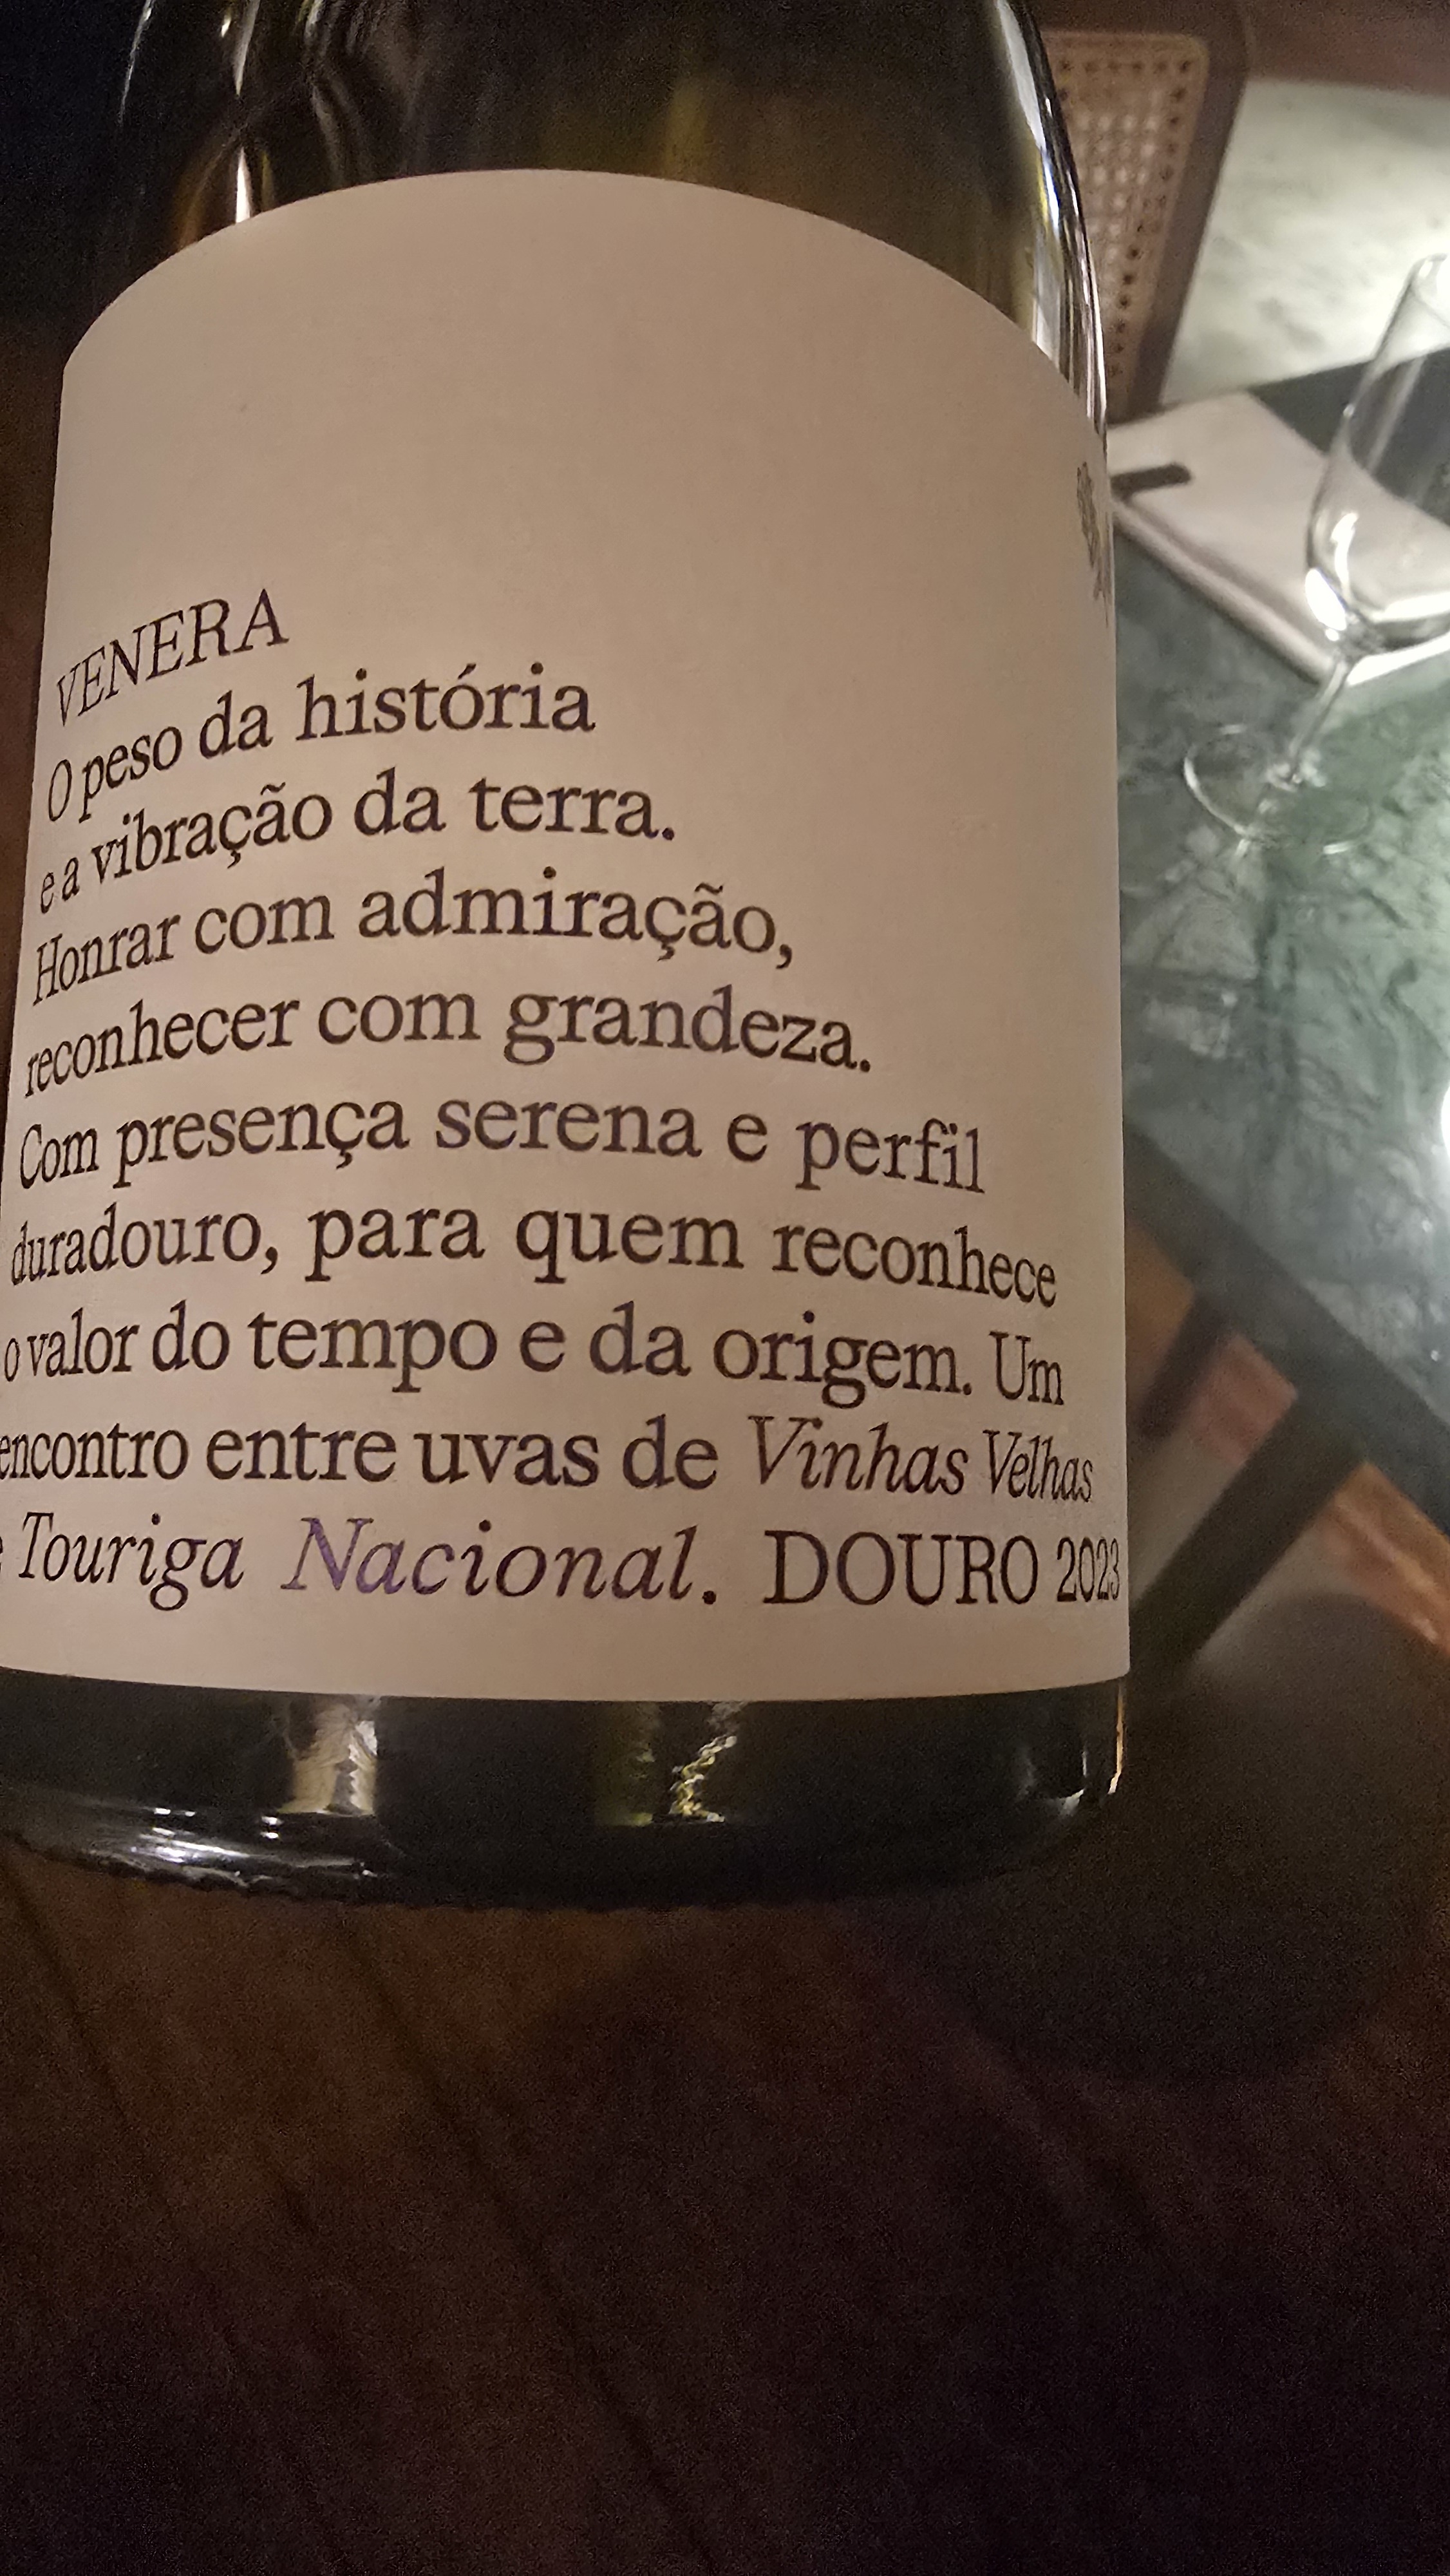 VENERA
O peso da história
e a vibração da terra.
Honrar com admiração,
reconhecer com grandeza.
Com presença serena e perfil
duradouro, para quem reconhece
o valor do tempo e da origem. Um
encontro entre uvas de Vinhas Velhas
e Touriga Nacional. DOURO 2023